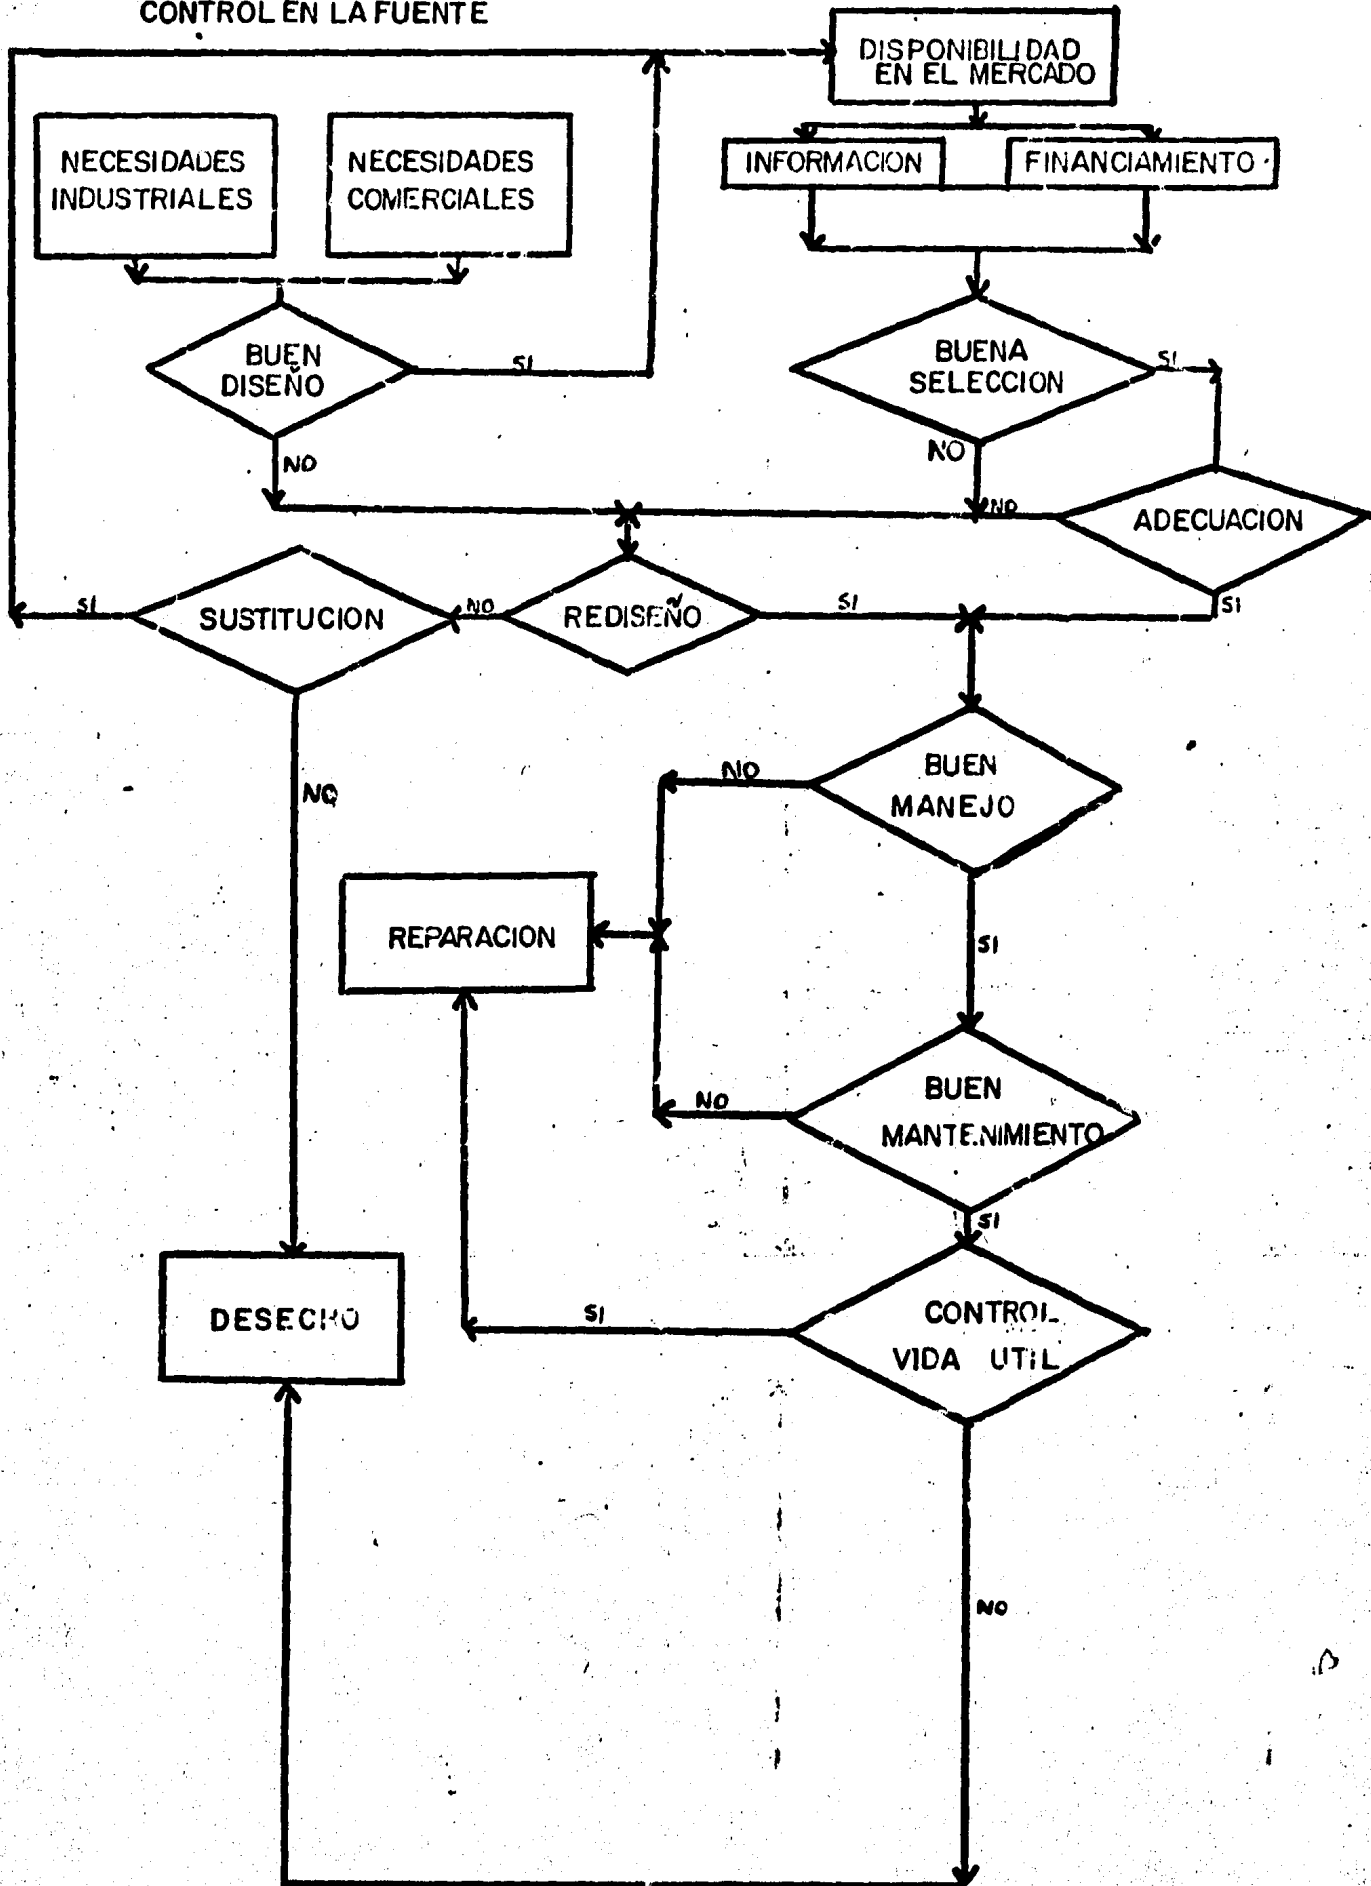 CONTROL EN LA FUENTE
DISPONIBILIDAD
EN EL MERCADO
NECESIDADES
INDUSTRIALES
NECESIDADES
COMERCIALES
INFORMACION
FINANCIAMIENTO
BUEN
DISEÑO
SI
NO
BUENA
SELECCION
SI
NO
NO
ADECUACION
SI
SUSTITUCION
SI
NO
REDISEÑO
SI
NO
BUEN
MANEJO
NO
SI
REPARACION
BUEN
MANTENIMIENTO
NO
SI
DESECHO
CONTROL
VIDA UTIL
SI
NO